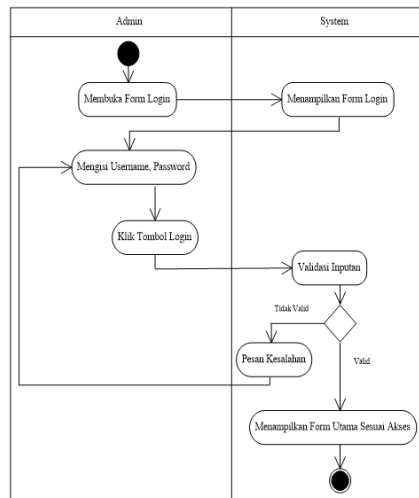 Admin
System
Membuka Form Login
Menampilkan Form Login
Mengisi Username, Password
Klik Tombol Login
Validasi Inputan
Tidak Valid
Pesan Kesalahan
Valid
Menampilkan Form Utama Sesuai Akses